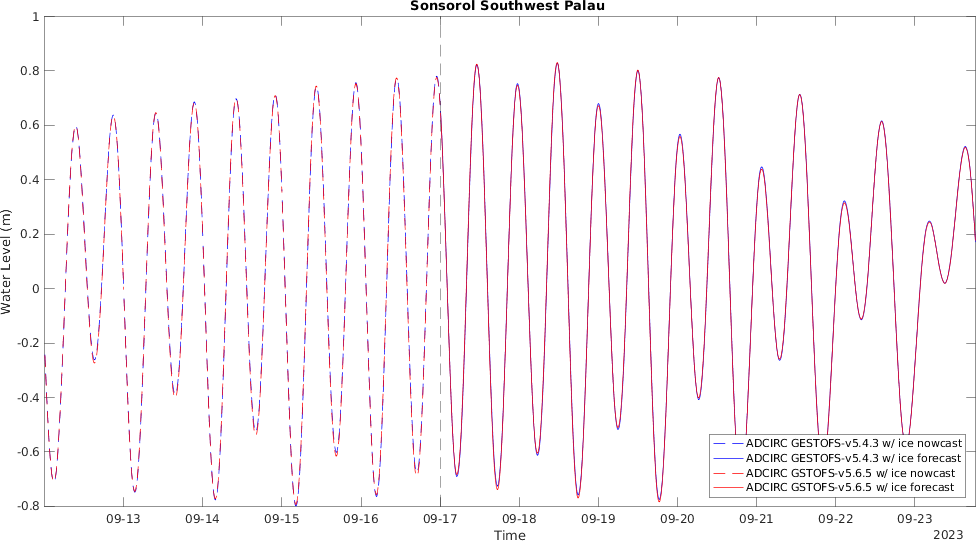 Sonsorol Southwest Palau
Water Level (m)
1
0.8
0.6
0.4
0.2
0
-0.2
-0.4
-0.6
-0.8
ADCIRC GESTOFS-v5.4.3 w/ ice nowcast
ADCIRC GESTOFS-v5.4.3 w/ ice forecast
ADCIRC GSTOFS-v5.6.5 w/ ice nowcast
ADCIRC GSTOFS-v5.6.5 w/ ice forecast
09-13 09-14 09-15 09-16 09-17 09-18 09-19 09-20 09-21 09-22 09-23
Time
2023